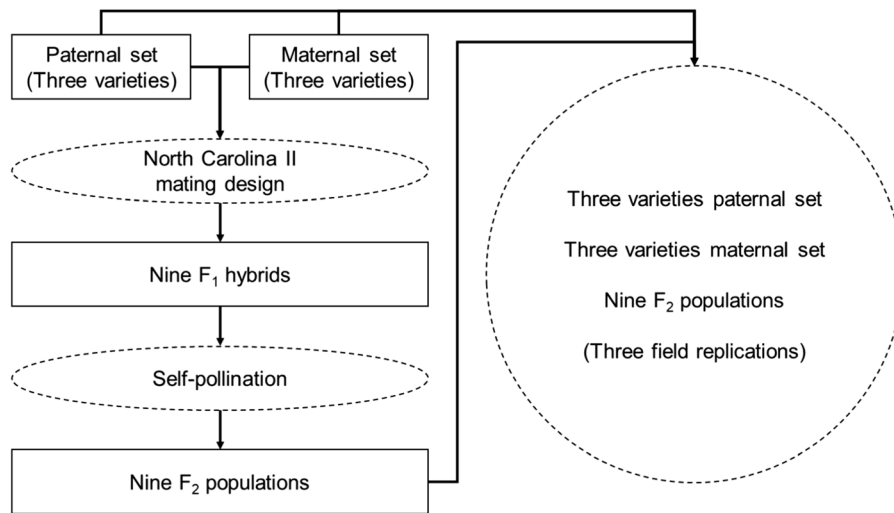 Paternal set
(Three varieties)
Maternal set
(Three varieties)
North Carolina II
mating design
Nine F₁ hybrids
Self-pollination
Nine F₂ populations
Three varieties paternal set
Three varieties maternal set
Nine F₂ populations
(Three field replications)